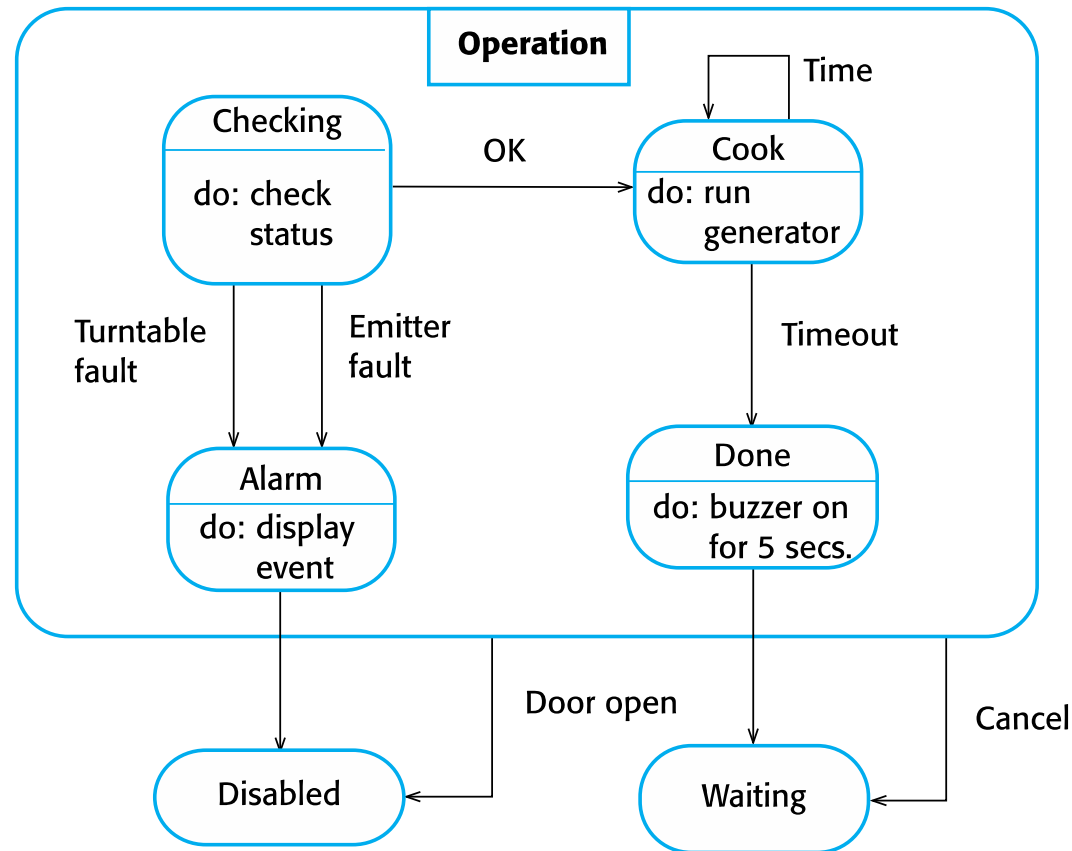 Operation
Time
Checking
do: check
status
OK
Cook
do: run
generator
Turntable
fault
Emitter
fault
Timeout
Alarm
do: display
event
Done
do: buzzer on
for 5 secs.
Door open
Cancel
Disabled
Waiting